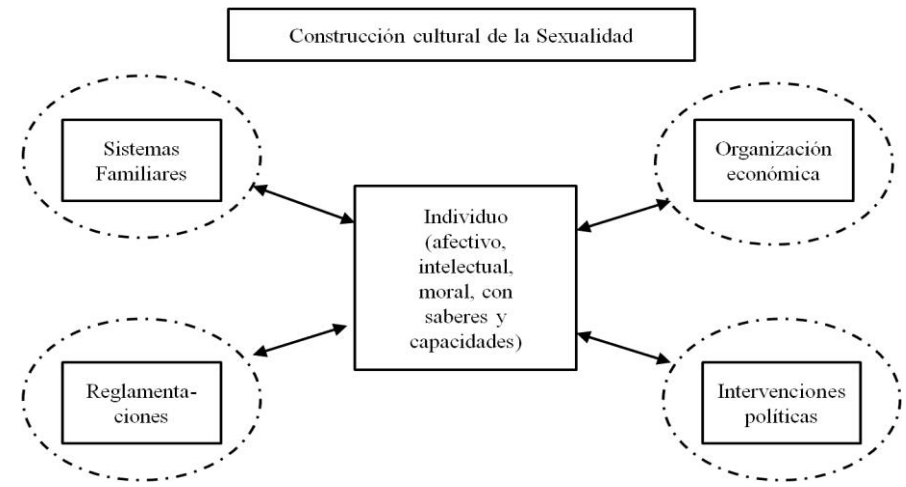 Construcción cultural de la Sexualidad
Sistemas
Familiares
Organización
económica
Individuo
(afectivo,
intelectual,
moral, con
saberes y
capacidades)
Reglamenta-
ciones
Intervenciones
políticas